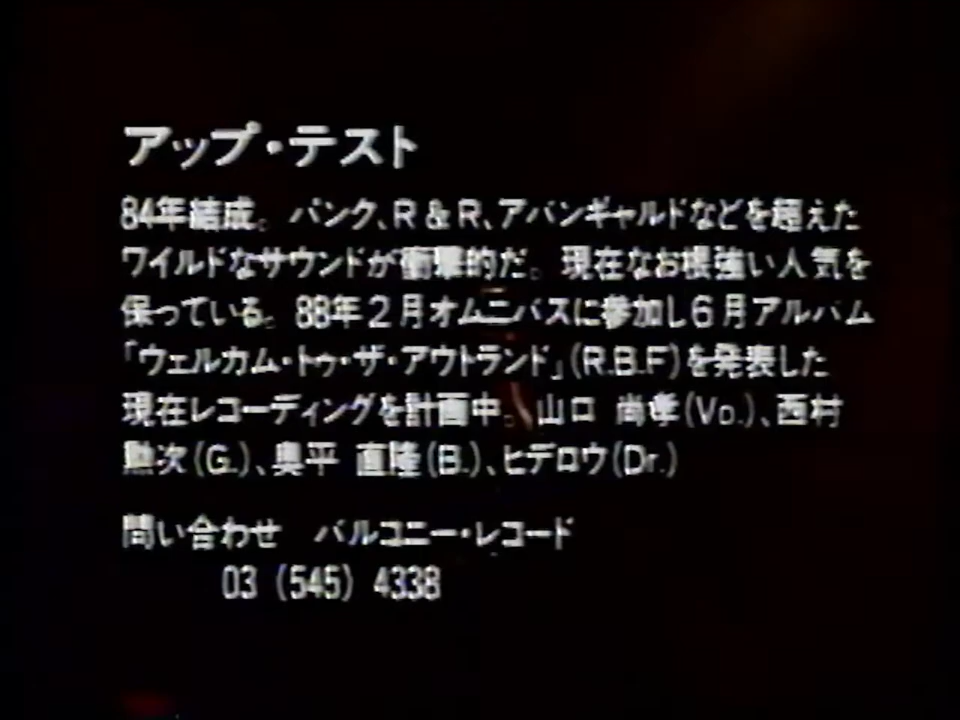 アップ・テスト
84年結成。パンク、R&R、アバンギャルドなどを超えた
ワイルドなサウンドが衝撃的だ。現在なお根強い人気を
保っている。88年2月オムニバスに参加し6月アルバム
「ウェルカム・トゥ・ザ・アウトランド」(R.B.F)を発表した
現在レコーディングを計画中。山口 尚孝(Vo.)、西村
次(G.)、奥平 直隆(B.)、ヒデロウ(Dr.)
問い合わせ バルコニー・レコード
03 (545) 4338